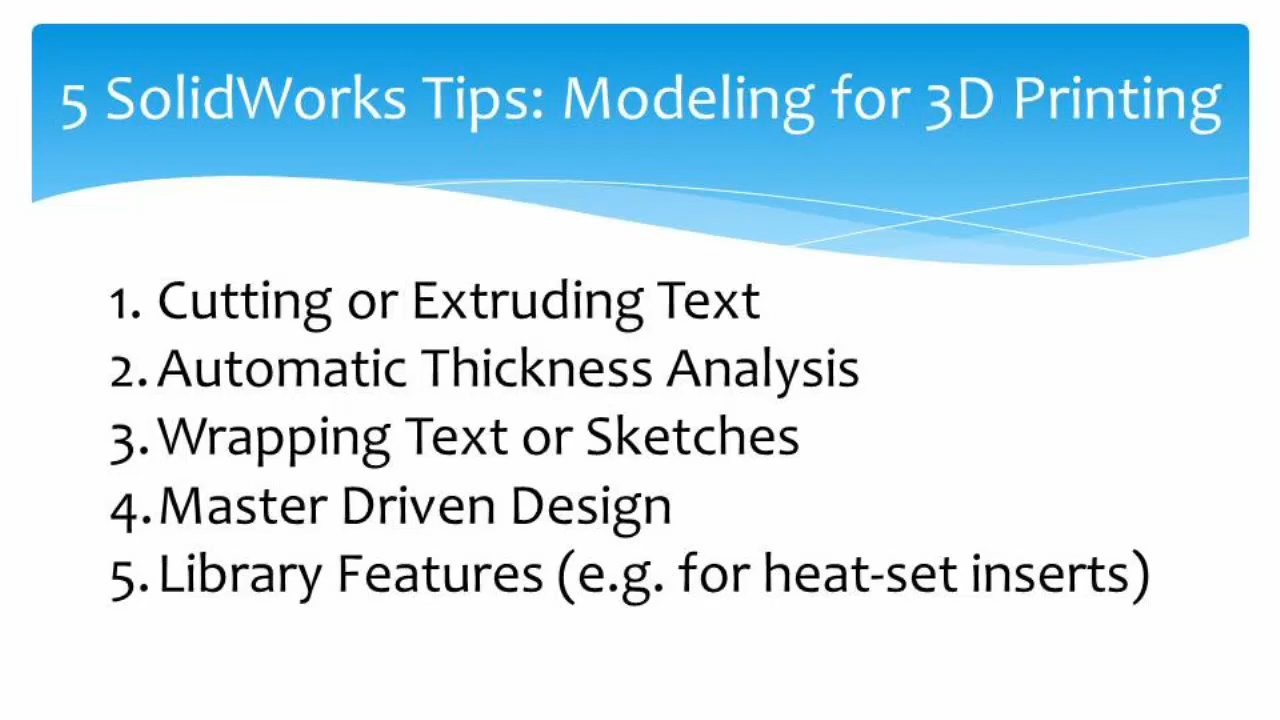 5 SolidWorks Tips: Modeling for 3D Printing
1. Cutting or Extruding Text
2. Automatic Thickness Analysis
3. Wrapping Text or Sketches
4. Master Driven Design
5. Library Features (e.g. for heat-set inserts)